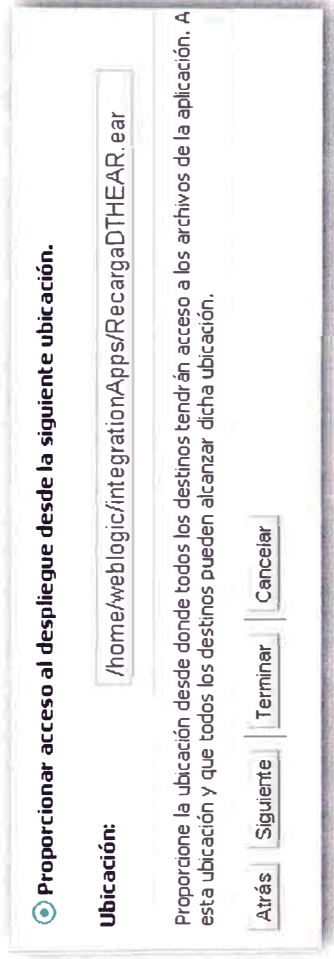 Proporcionar acceso al despliegue desde la siguiente ubicación.
Ubicación: /home/weblogic/integrationApps/RecargaDTHEAR.ear
Proporcione la ubicación desde donde todos los destinos tendrán acceso a los archivos de la aplicación. A
esta ubicación y que todos los destinos pueden alcanzar dicha ubicación.
Atrás Siguiente Terminar Cancelar